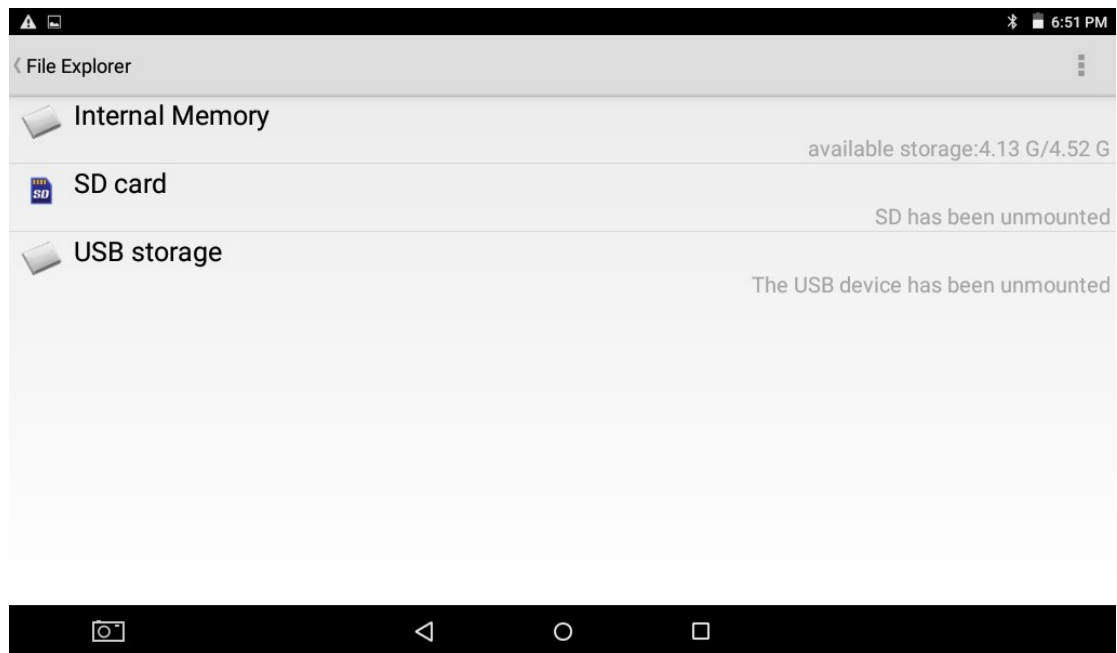 6:51 PM
File Explorer
Internal Memory
available storage:4.13 G/4.52 G
SD
SD card
SD has been unmounted
USB storage
The USB device has been unmounted